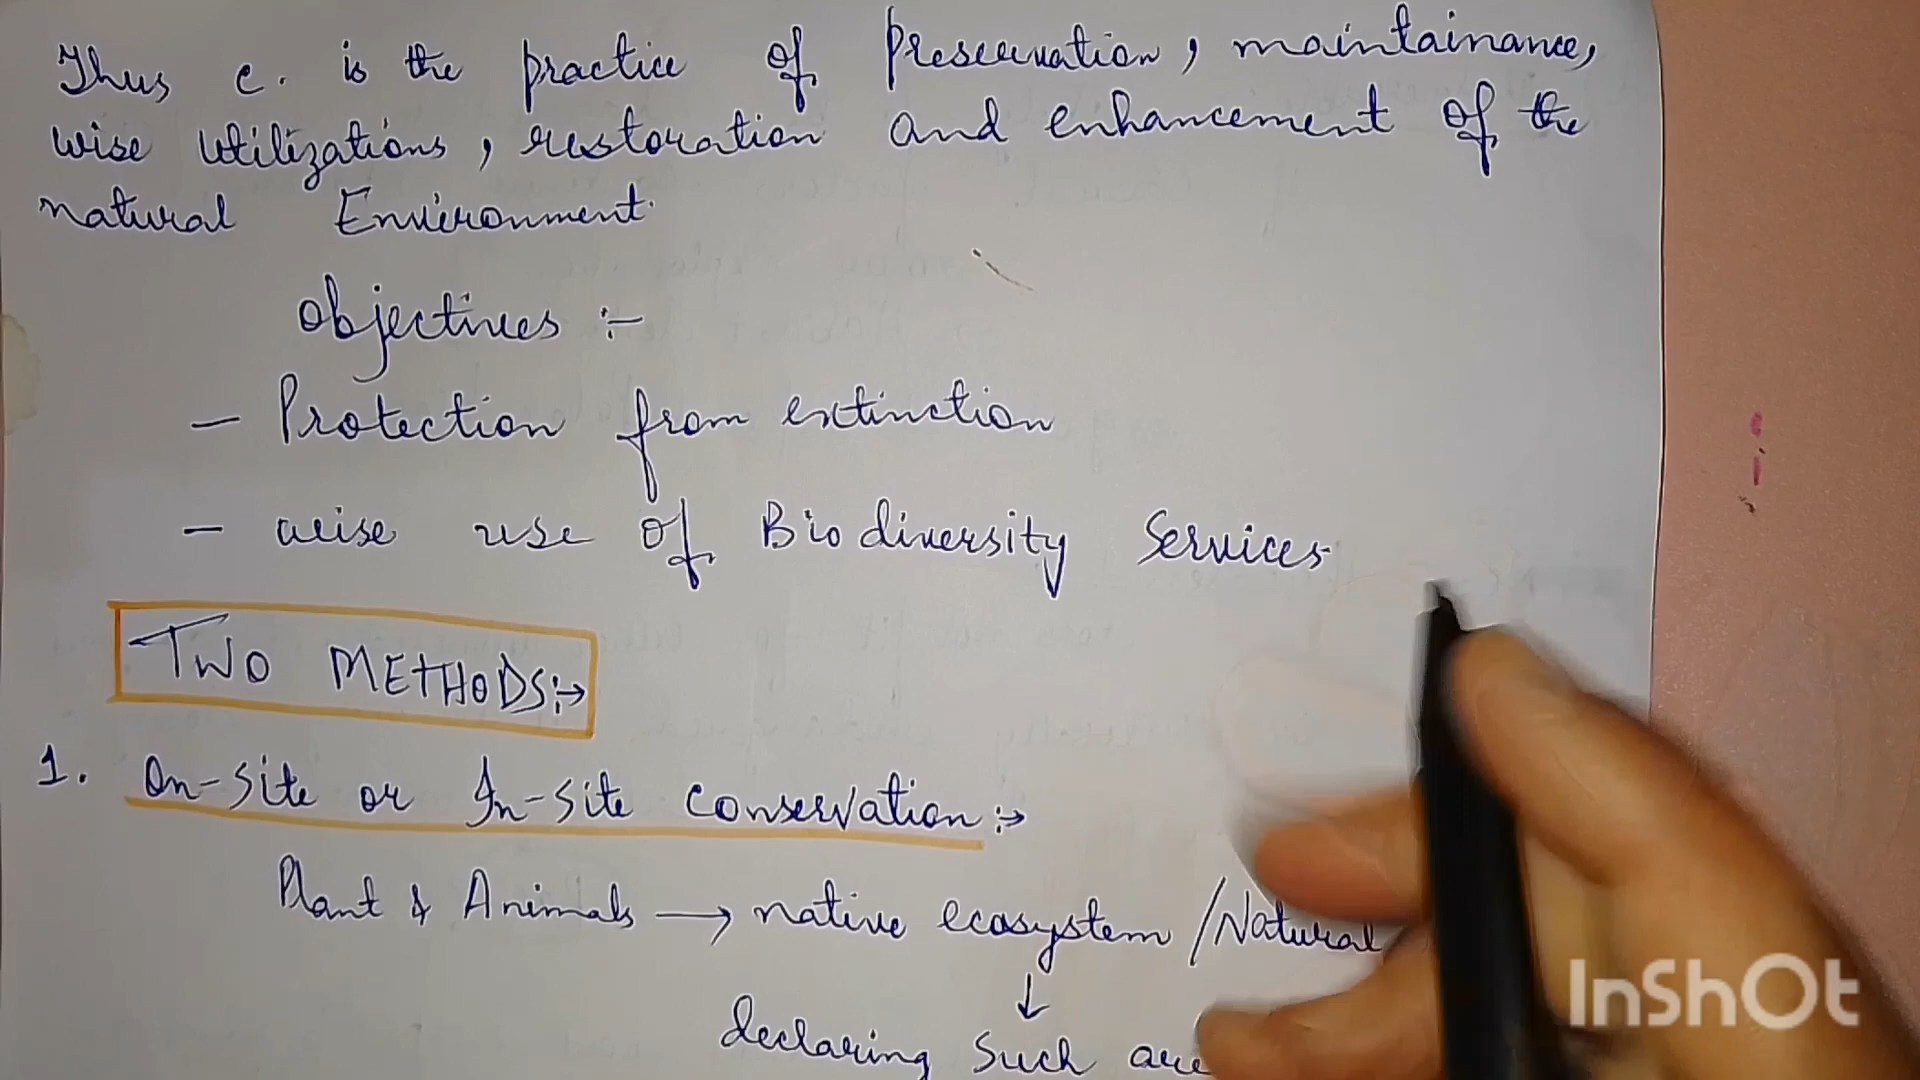 Thus c. is the practice of Preservation, maintainance,
wise utilizations, restoration and enhancement of the
natural Environment.
Objectives :-
- Protection from extinction
- wise use of Biodiversity Services.
TWO METHODS:→
1. On-site or In-site conservation :→
Plant & Animals → native ecosystem /Natural
↓
declaring such are
InShOt